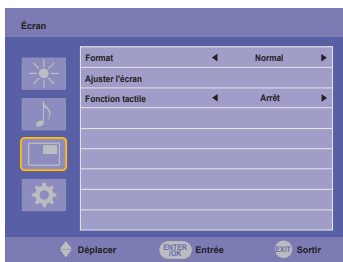 Écran
Format ◀ Normal ▶
Ajuster l'écran
Fonction tactile ◀ Arrêt ▶
Déplacer ENTER /OK Entrée EXIT Sortir